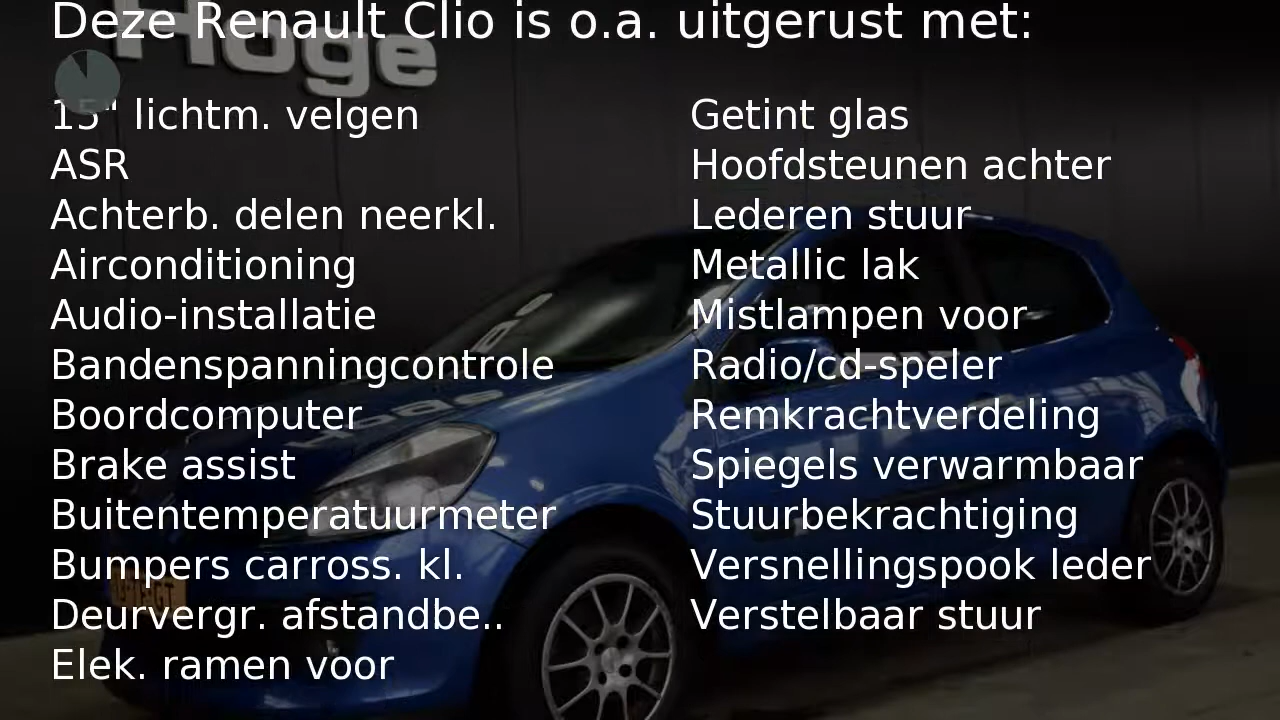 Deze Renault Clio is o.a. uitgerust met:
Hoge
15" lichtm. velgen
ASR
Achterb. delen neerkl.
Airconditioning
Audio-installatie
Bandenspanningcontrole
Boordcomputer
Brake assist
Buitentemperatuurmeter
Bumpers carross. kl.
Deurvergr. afstandbe..
Elek. ramen voor
Getint glas
Hoofdsteunen achter
Lederen stuur
Metallic lak
Mistlampen voor
Radio/cd-speler
Remkrachtverdeling
Spiegels verwarmbaar
Stuurbekrachtiging
Versnellingspook leder
Verstelbaar stuur